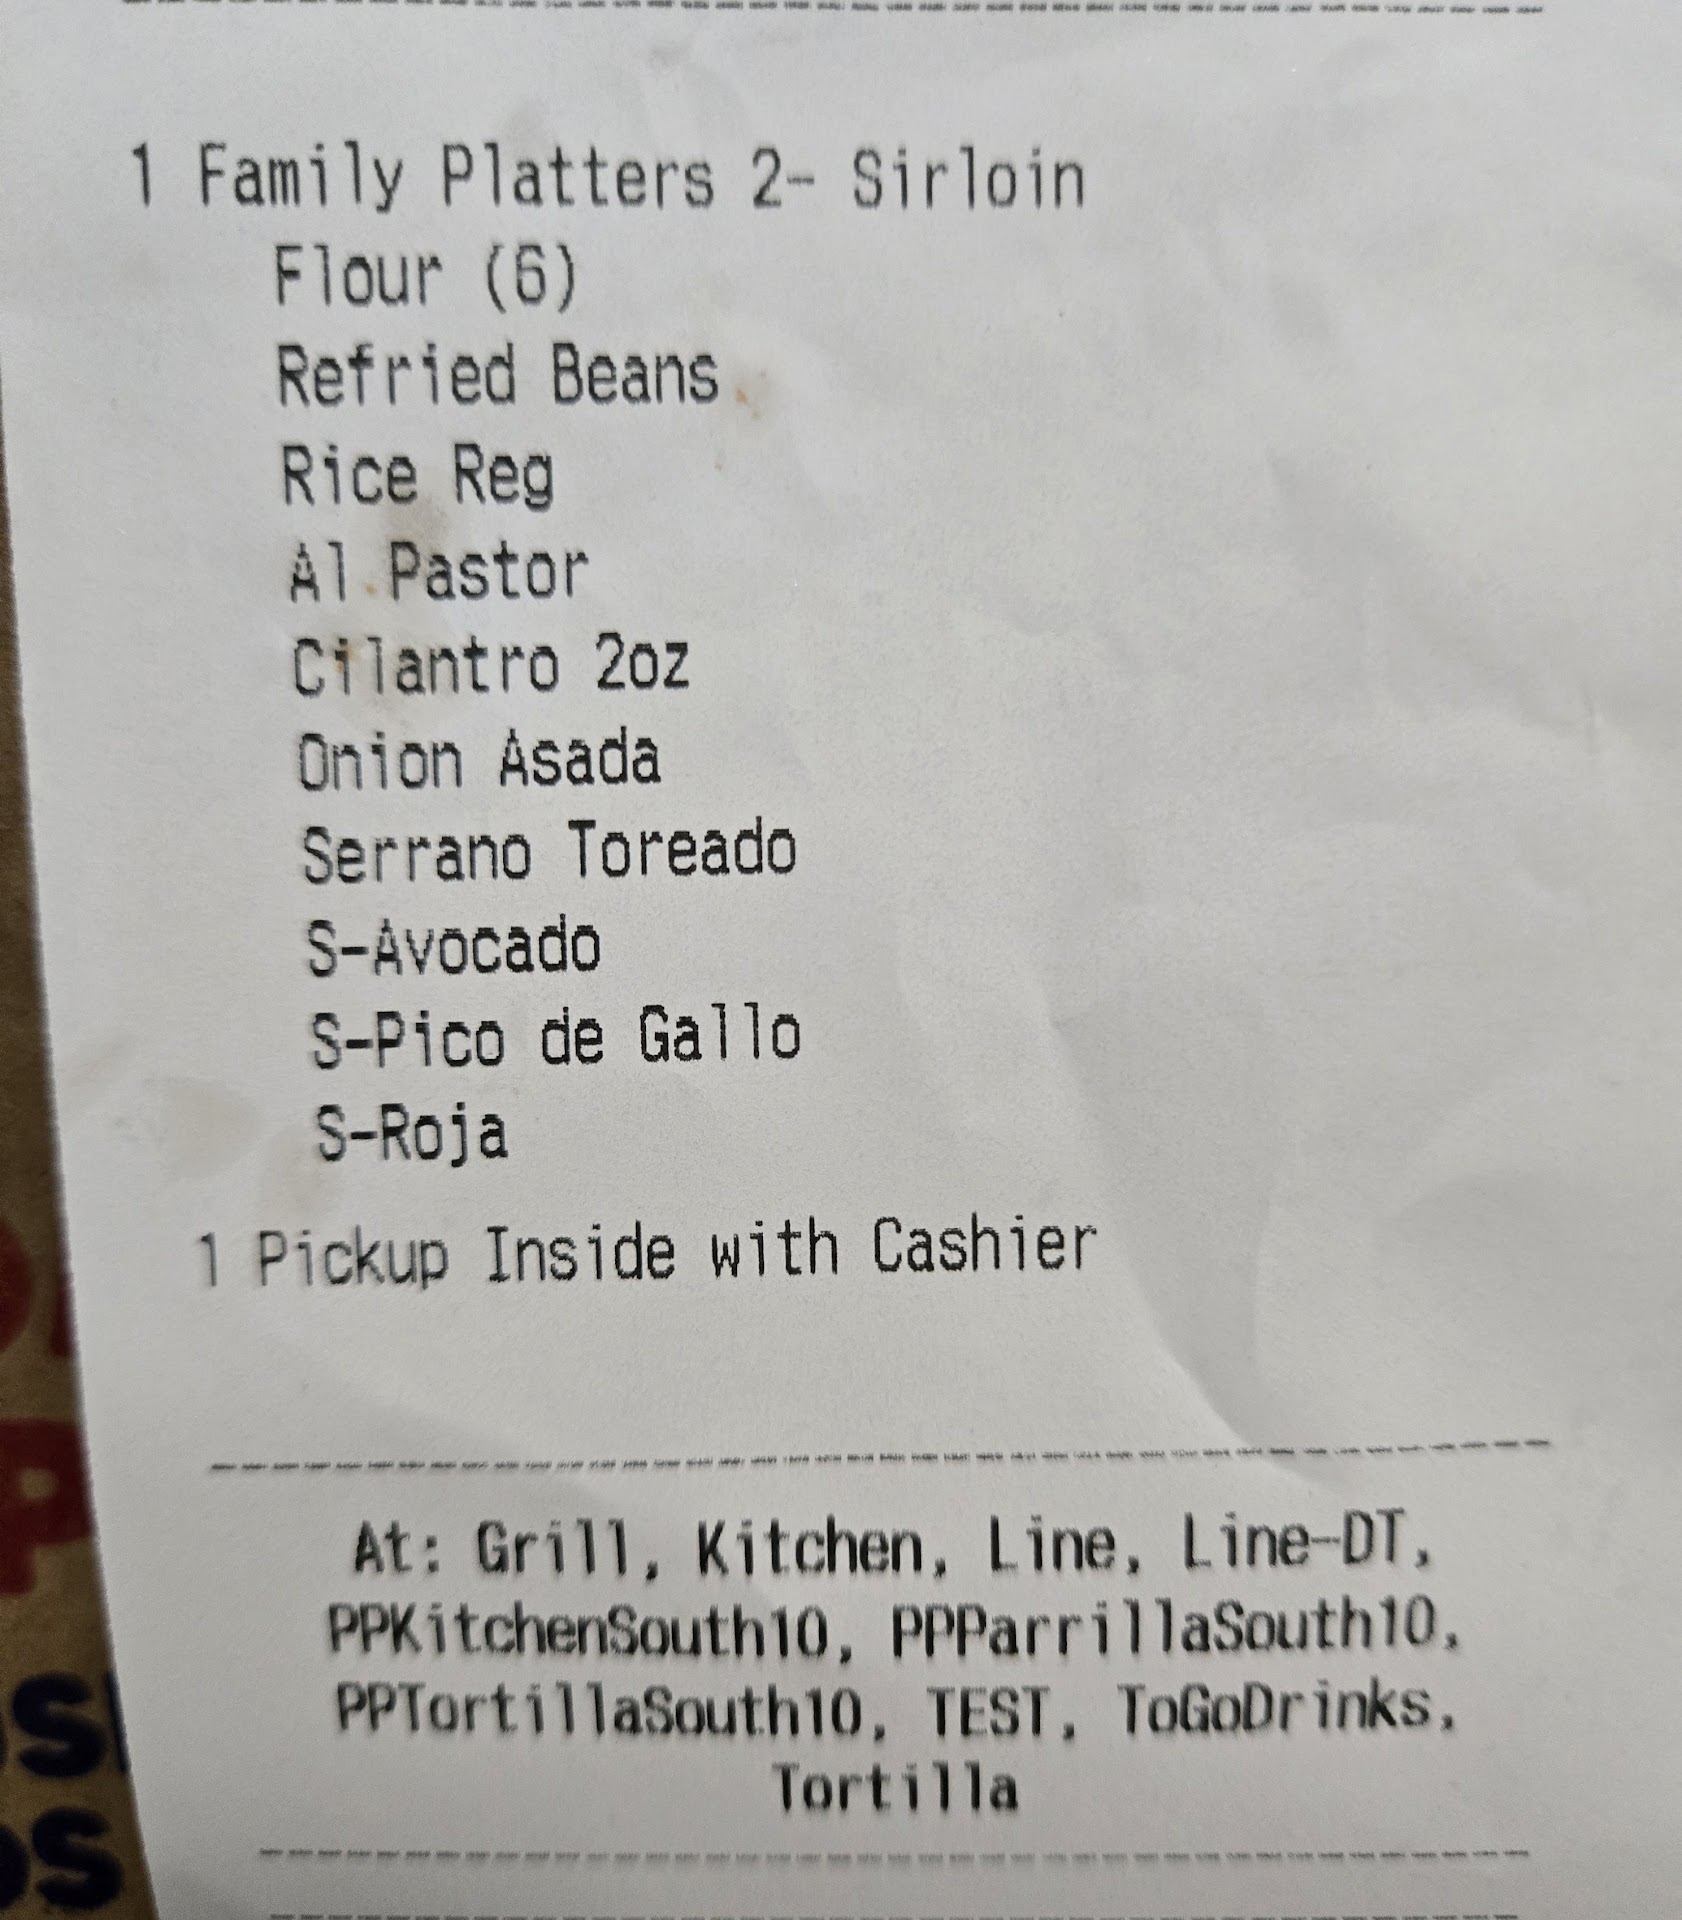 1 Family Platters 2- Sirloin
Flour (6)
Refried Beans
Rice Reg
Al Pastor
Cilantro 2oz
Onion Asada
Serrano Toreado
S-Avocado
S-Pico de Gallo
S-Roja
1 Pickup Inside with Cashier
At: Grill, Kitchen, Line, Line-DT,
PPKitchenSouth10, PPParrillaSouth10,
PPTortillaSouth10, TEST, ToGoDrinks,
Tortilla